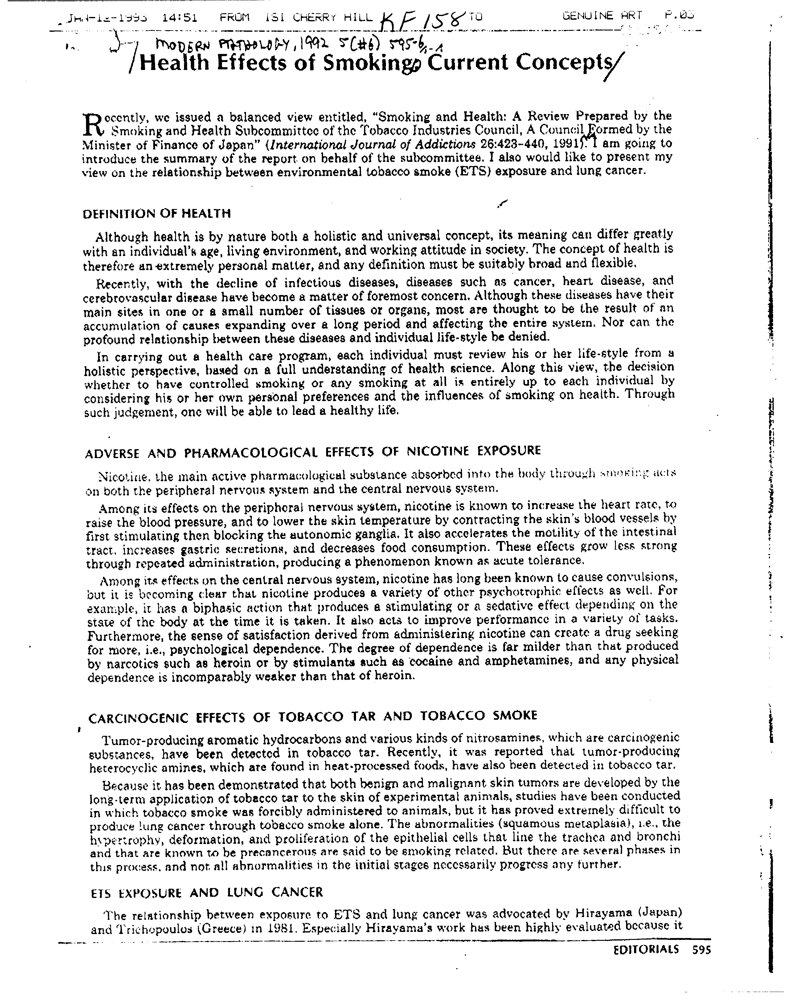 JAN-12-1993 14:51 FROM ISI CHERRY HILL KF158 TO GENUINE ART P.03
MODERN PATHOLOGY, 1992 5(#6) 595-6
Health Effects of Smoking, Current Concepts
Recently, we issued a balanced view entitled, "Smoking and Health: A Review Prepared by the
Smoking and Health Subcommittee of the Tobacco Industries Council, A Council Formed by the
Minister of Finance of Japan" (International Journal of Addictions 26:423-440, 1991). I am going to
introduce the summary of the report on behalf of the subcommittee. I also would like to present my
view on the relationship between environmental tobacco smoke (ETS) exposure and lung cancer.
DEFINITION OF HEALTH
Although health is by nature both a holistic and universal concept, its meaning can differ greatly
with an individual's age, living environment, and working attitude in society. The concept of health is
therefore an extremely personal matter, and any definition must be suitably broad and flexible.
Recently, with the decline of infectious diseases, diseases such as cancer, heart disease, and
cerebrovascular disease have become a matter of foremost concern. Although these diseases have their
main sites in one or a small number of tissues or organs, most are thought to be the result of an
accumulation of causes expanding over a long period and affecting the entire system. Nor can the
profound relationship between these diseases and individual life-style be denied.
In carrying out a health care program, each individual must review his or her life-style from a
holistic perspective, based on a full understanding of health science. Along this view, the decision
whether to have controlled smoking or any smoking at all is entirely up to each individual by
considering his or her own personal preferences and the influences of smoking on health. Through
such judgement, one will be able to lead a healthy life.
ADVERSE AND PHARMACOLOGICAL EFFECTS OF NICOTINE EXPOSURE
Nicotine, the main active pharmacological substance absorbed into the body through smoking acts
on both the peripheral nervous system and the central nervous system.
Among its effects on the peripheral nervous system, nicotine is known to increase the heart rate, to
raise the blood pressure, and to lower the skin temperature by contracting the skin's blood vessels by
first stimulating then blocking the autonomic ganglia. It also accelerates the motility of the intestinal
tract, increases gastric secretions, and decreases food consumption. These effects grow less strong
through repeated administration, producing a phenomenon known as acute tolerance.
Among its effects on the central nervous system, nicotine has long been known to cause convulsions,
but it is becoming clear that nicotine produces a variety of other psychotrophic effects as well. For
example, it has a biphasic action that produces a stimulating or a sedative effect depending on the
state of the body at the time it is taken. It also acts to improve performance in a variety of tasks.
Furthermore, the sense of satisfaction derived from administering nicotine can create a drug seeking
for more, i.e., psychological dependence. The degree of dependence is far milder than that produced
by narcotics such as heroin or by stimulants such as cocaine and amphetamines, and any physical
dependence is incomparably weaker than that of heroin.
CARCINOGENIC EFFECTS OF TOBACCO TAR AND TOBACCO SMOKE
Tumor-producing aromatic hydrocarbons and various kinds of nitrosamines, which are carcinogenic
substances, have been detected in tobacco tar. Recently, it was reported that tumor-producing
heterocyclic amines, which are found in heat-processed foods, have also been detected in tobacco tar.
Because it has been demonstrated that both benign and malignant skin tumors are developed by the
long-term application of tobacco tar to the skin of experimental animals, studies have been conducted
in which tobacco smoke was forcibly administered to animals, but it has proved extremely difficult to
produce lung cancer through tobacco smoke alone. The abnormalities (squamous metaplasia), i.e., the
hypertrophy, deformation, and proliferation of the epithelial cells that line the trachea and bronchi
and that are known to be precancerous are said to be smoking related. But there are several phases in
this process, and not all abnormalities in the initial stages necessarily progress any further.
ETS EXPOSURE AND LUNG CANCER
The relationship between exposure to ETS and lung cancer was advocated by Hirayama (Japan)
and Trichopoulos (Greece) in 1981. Especially Hirayama's work has been highly evaluated because it
EDITORIALS 595